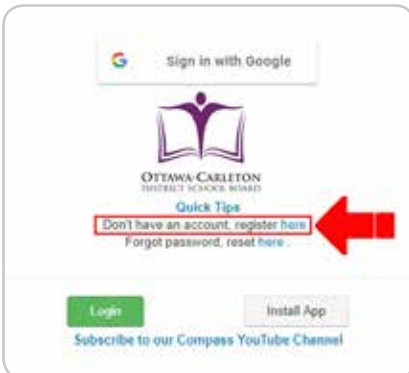 Sign in with Google
OTTAWA-CARLETON
DISTRICT SCHOOL BOARD
Quick Tips
Don't have an account, register here
Forgot password, reset here .
Login
Install App
Subscribe to our Compass YouTube Channel